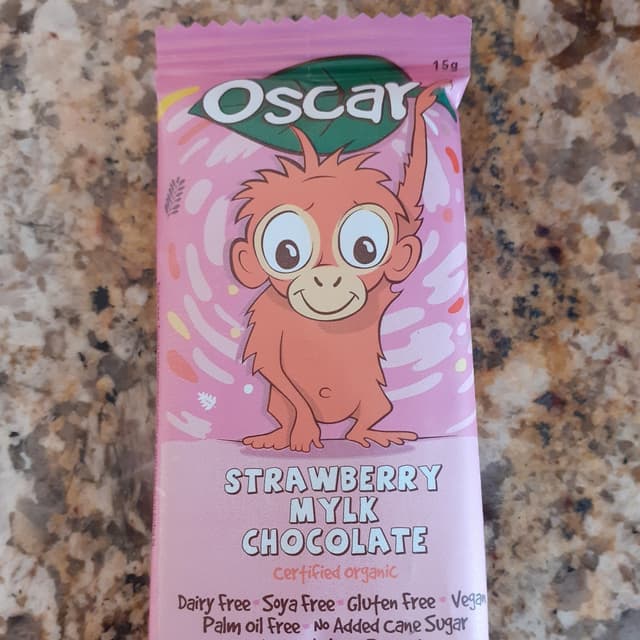 15g
Oscar
STRAWBERRY
MYLK
CHOCOLATE
certified organic
Dairy Free Soya Free Gluten Free Vegan
Palm oil Free No Added Cane Sugar